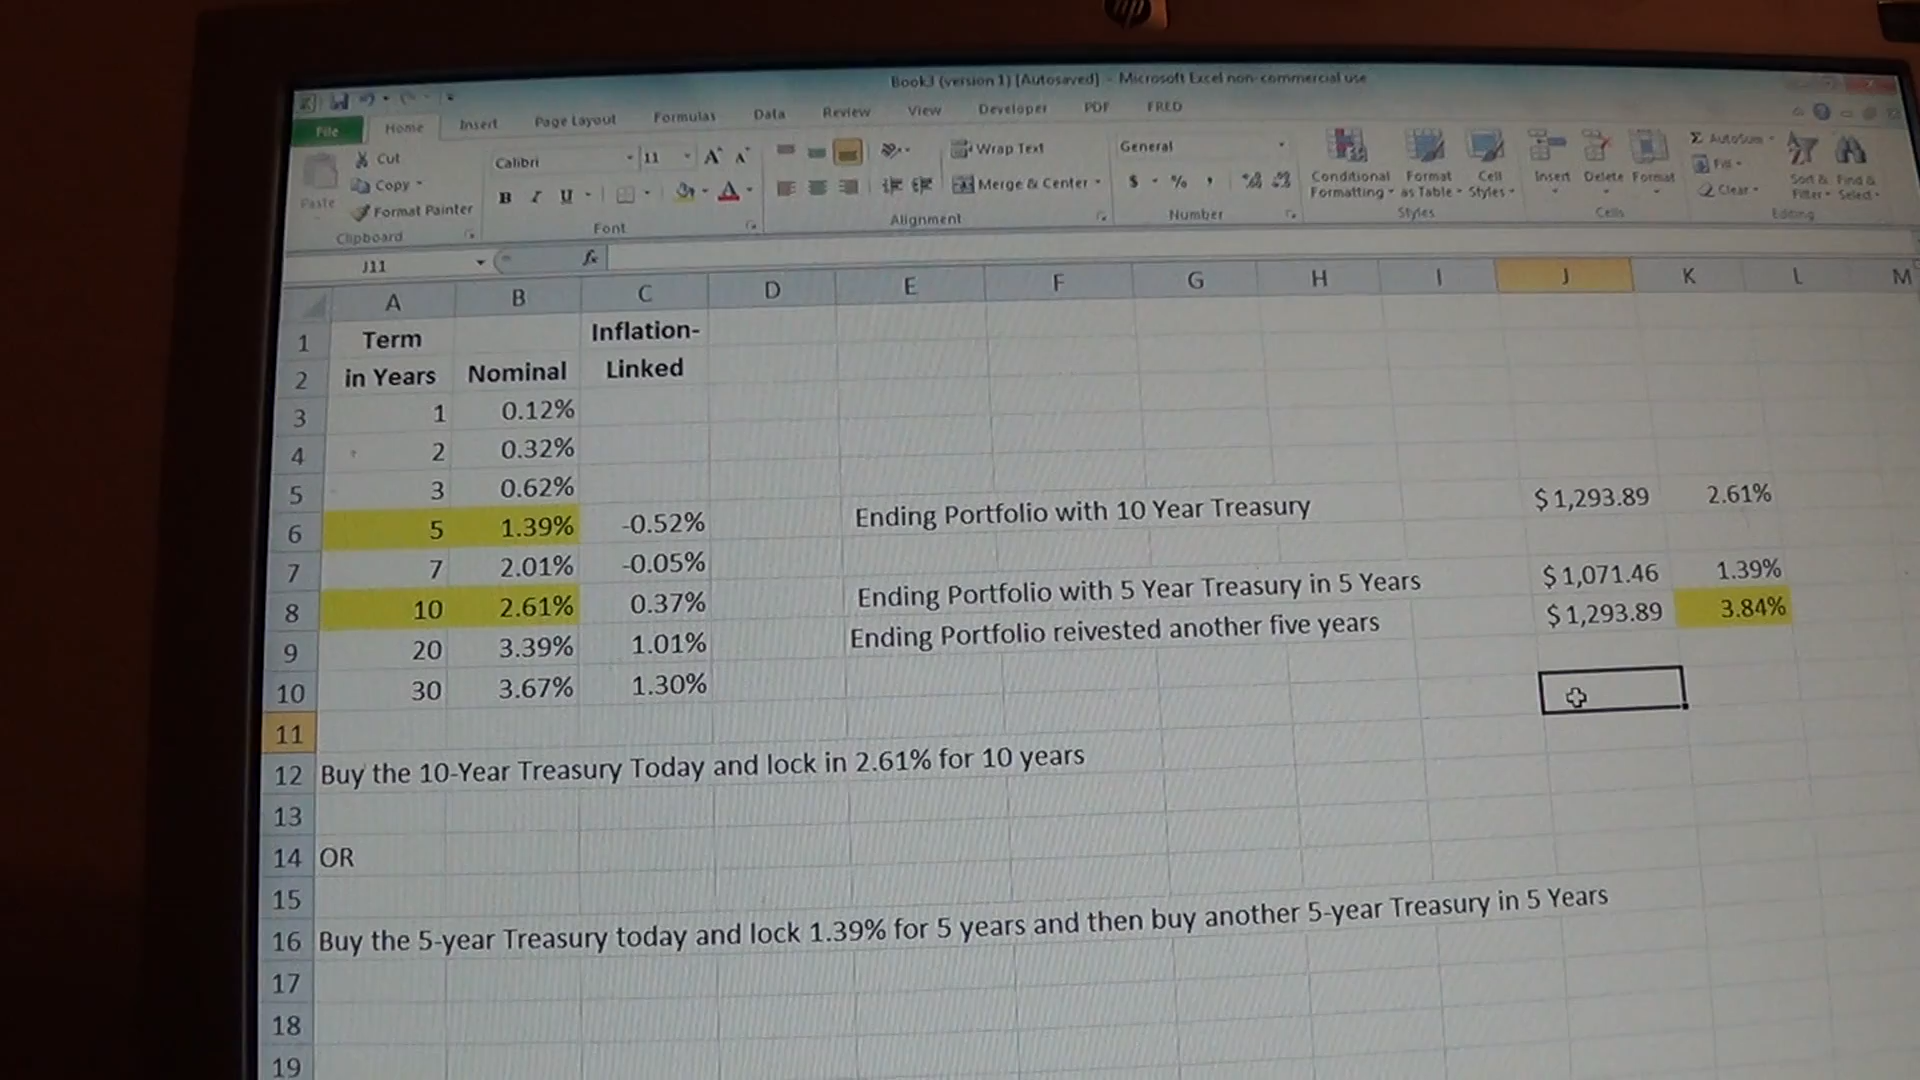 hp
Book1 (version 1) [Autosaved] - Microsoft Excel non-commercial use
File Home Insert Page Layout Formulas Data Review View Developer PDF FRED
Paste Cut Copy Format Painter Clipboard
Calibri 11 A A B I U A Font
Wrap Text Merge & Center Alignment
General $ % , Number
Conditional Formatting Format as Table Cell Styles Styles
Insert Delete Format Cells
Σ AutoSum Fill Clear Sort & Filter Find & Select Editing
J11 fx
A B C D E F G H I J K L M
1 Term Inflation-
2 in Years Nominal Linked
3 1 0.12%
4 2 0.32%
5 3 0.62%
6 5 1.39% -0.52% Ending Portfolio with 10 Year Treasury $ 1,293.89 2.61%
7 7 2.01% -0.05%
8 10 2.61% 0.37% Ending Portfolio with 5 Year Treasury in 5 Years $ 1,071.46 1.39%
9 20 3.39% 1.01% Ending Portfolio reivested another five years $ 1,293.89 3.84%
10 30 3.67% 1.30%
11
12 Buy the 10-Year Treasury Today and lock in 2.61% for 10 years
13
14 OR
15
16 Buy the 5-year Treasury today and lock 1.39% for 5 years and then buy another 5-year Treasury in 5 Years
17
18
19